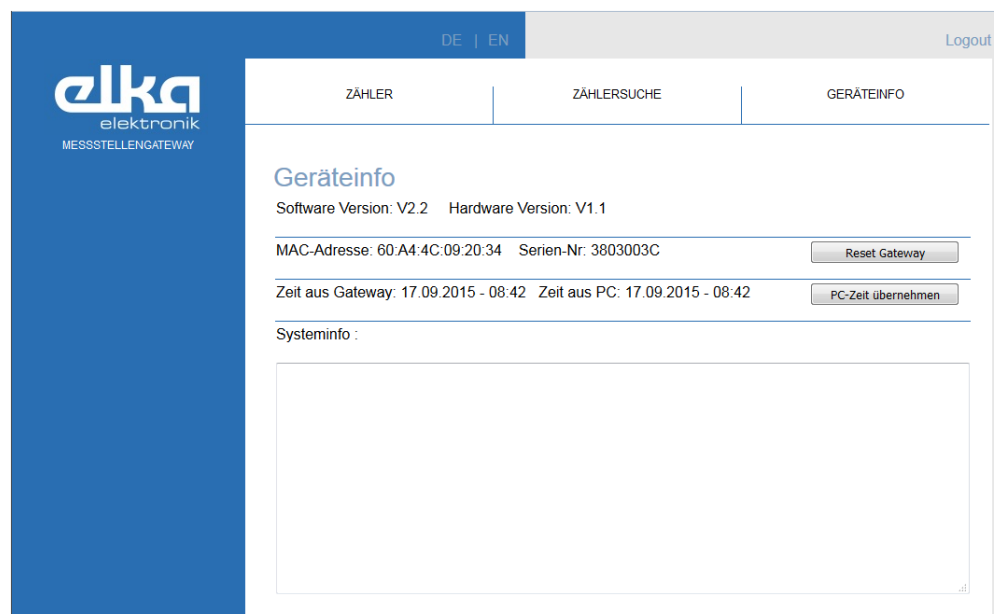 DE | EN
Logout
elka
elektronik
MESSSTELLENGATEWAY
ZÄHLER
ZÄHLERSUCHE
GERÄTEINFO
Geräteinfo
Software Version: V2.2 Hardware Version: V1.1
MAC-Adresse: 60:A4:4C:09:20:34 Serien-Nr: 3803003C
Reset Gateway
Zeit aus Gateway: 17.09.2015 - 08:42 Zeit aus PC: 17.09.2015 - 08:42
PC-Zeit übernehmen
Systeminfo :